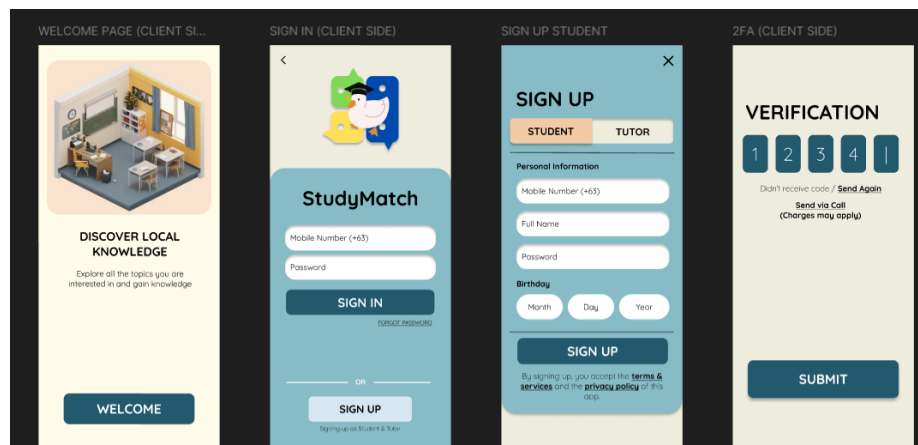 WELCOME PAGE (CLIENT SI...
DISCOVER LOCAL
KNOWLEDGE
Explore all the topics you are
interested in and gain knowledge
WELCOME
SIGN IN (CLIENT SIDE)
StudyMatch
Mobile Number (+63)
Password
SIGN IN
FORGOT PASSWORD
OR
SIGN UP
Signing up as Student & Tutor
SIGN UP STUDENT
SIGN UP
STUDENT
TUTOR
Personal Information
Mobile Number (+63)
Full Name
Password
Birthday
Month
Day
Year
SIGN UP
By signing up, you accept the terms &
services and the privacy policy of this
app.
2FA (CLIENT SIDE)
VERIFICATION
1 2 3 4 |
Didn't receive code / Send Again
Send via Call
(Charges may apply)
SUBMIT